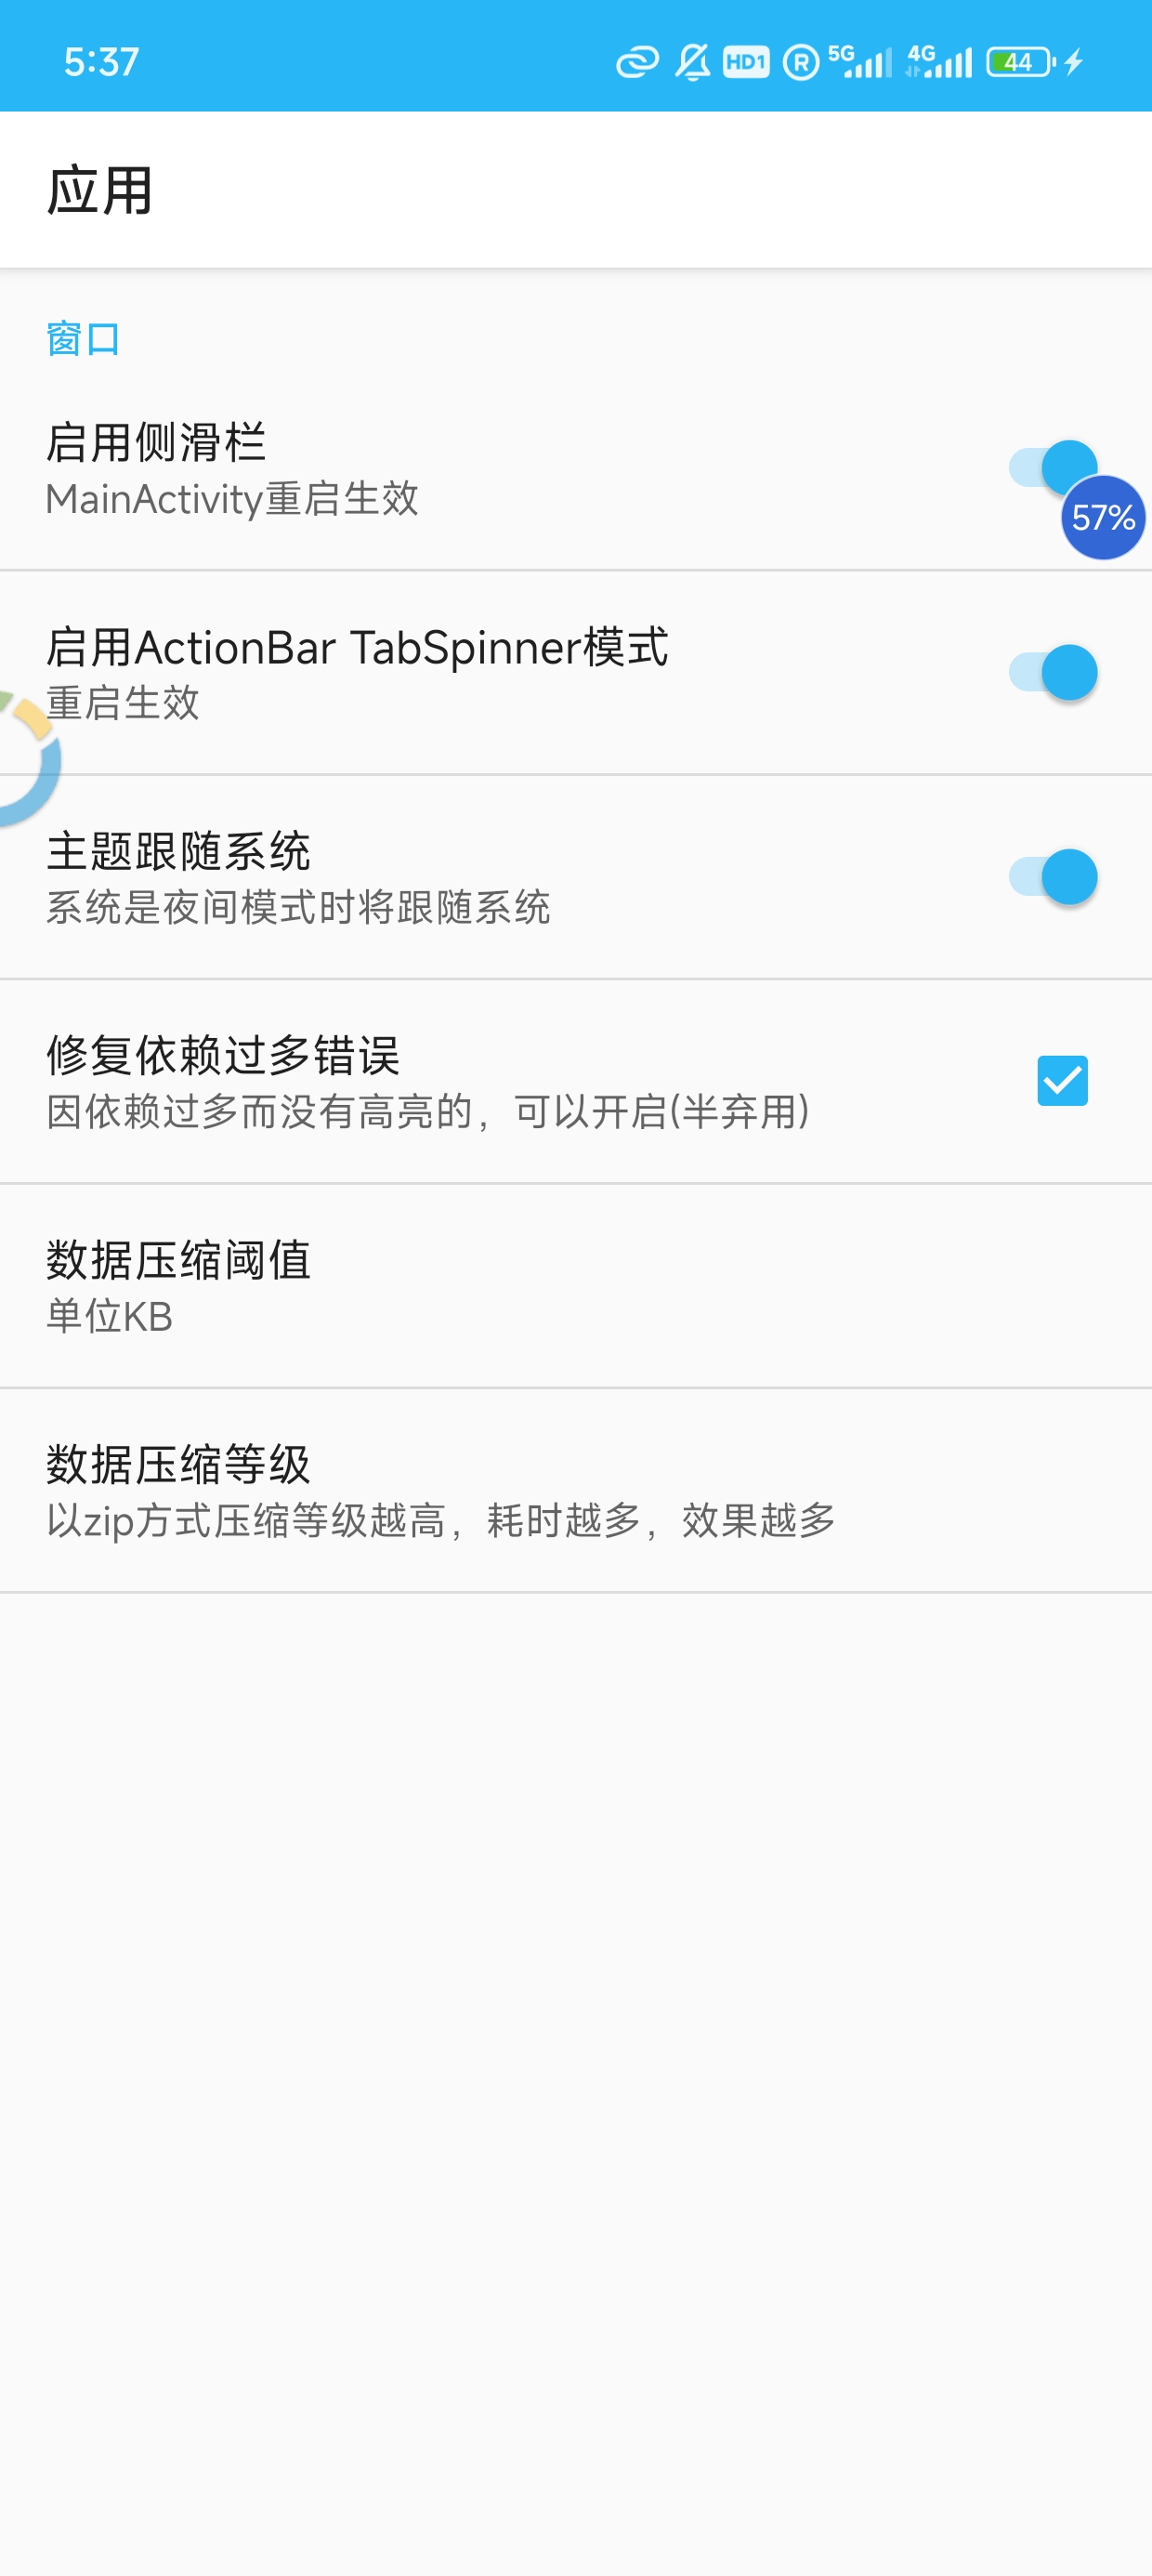 5:37
HD1 R 5G 4G 44
应用
窗口
启用侧滑栏
MainActivity重启生效
57%
启用ActionBar TabSpinner模式
重启生效
主题跟随系统
系统是夜间模式时将跟随系统
修复依赖过多错误
因依赖过多而没有高亮的，可以开启(半弃用)
数据压缩阈值
单位KB
数据压缩等级
以zip方式压缩等级越高，耗时越多，效果越多